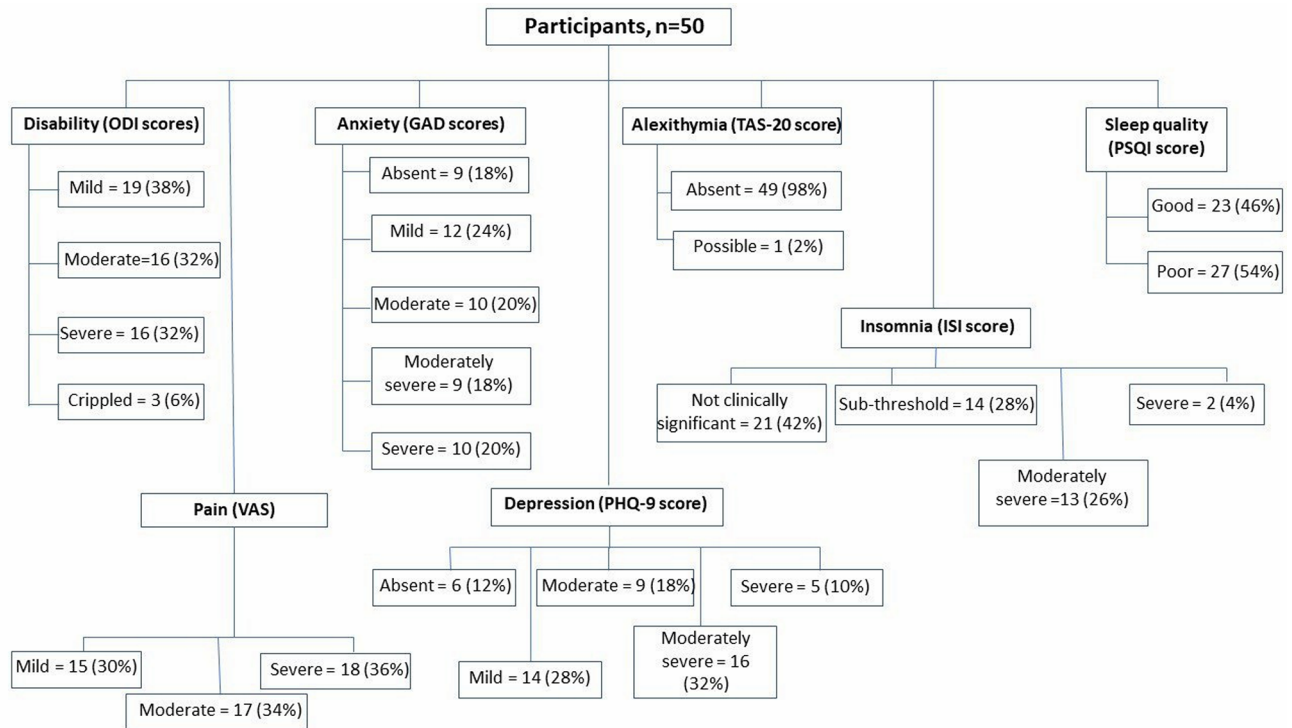 Participants, n=50
Disability (ODI scores)
Mild = 19 (38%)
Moderate=16 (32%)
Severe = 16 (32%)
Crippled = 3 (6%)
Pain (VAS)
Mild = 15 (30%)
Moderate = 17 (34%)
Severe = 18 (36%)
Anxiety (GAD scores)
Absent = 9 (18%)
Mild = 12 (24%)
Moderate = 10 (20%)
Moderately
severe = 9 (18%)
Severe = 10 (20%)
Depression (PHQ-9 score)
Absent = 6 (12%)
Mild = 14 (28%)
Moderate = 9 (18%)
Moderately
severe = 16
(32%)
Severe = 5 (10%)
Alexithymia (TAS-20 score)
Absent = 49 (98%)
Possible = 1 (2%)
Insomnia (ISI score)
Not clinically
significant = 21 (42%)
Sub-threshold = 14 (28%)
Moderately
severe =13 (26%)
Severe = 2 (4%)
Sleep quality
(PSQI score)
Good = 23 (46%)
Poor = 27 (54%)